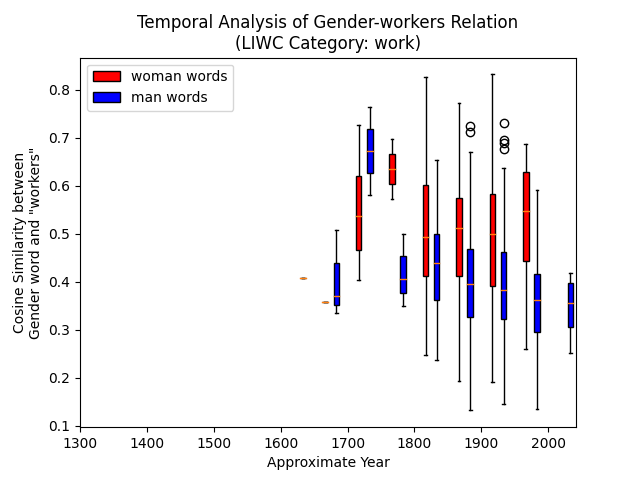 Temporal Analysis of Gender-workers Relation
(LIWC Category: work)
woman words
man words
Cosine Similarity between
Gender word and "workers"
0.8
0.7
0.6
0.5
0.4
0.3
0.2
0.1
1300 1400 1500 1600 1700 1800 1900 2000
Approximate Year